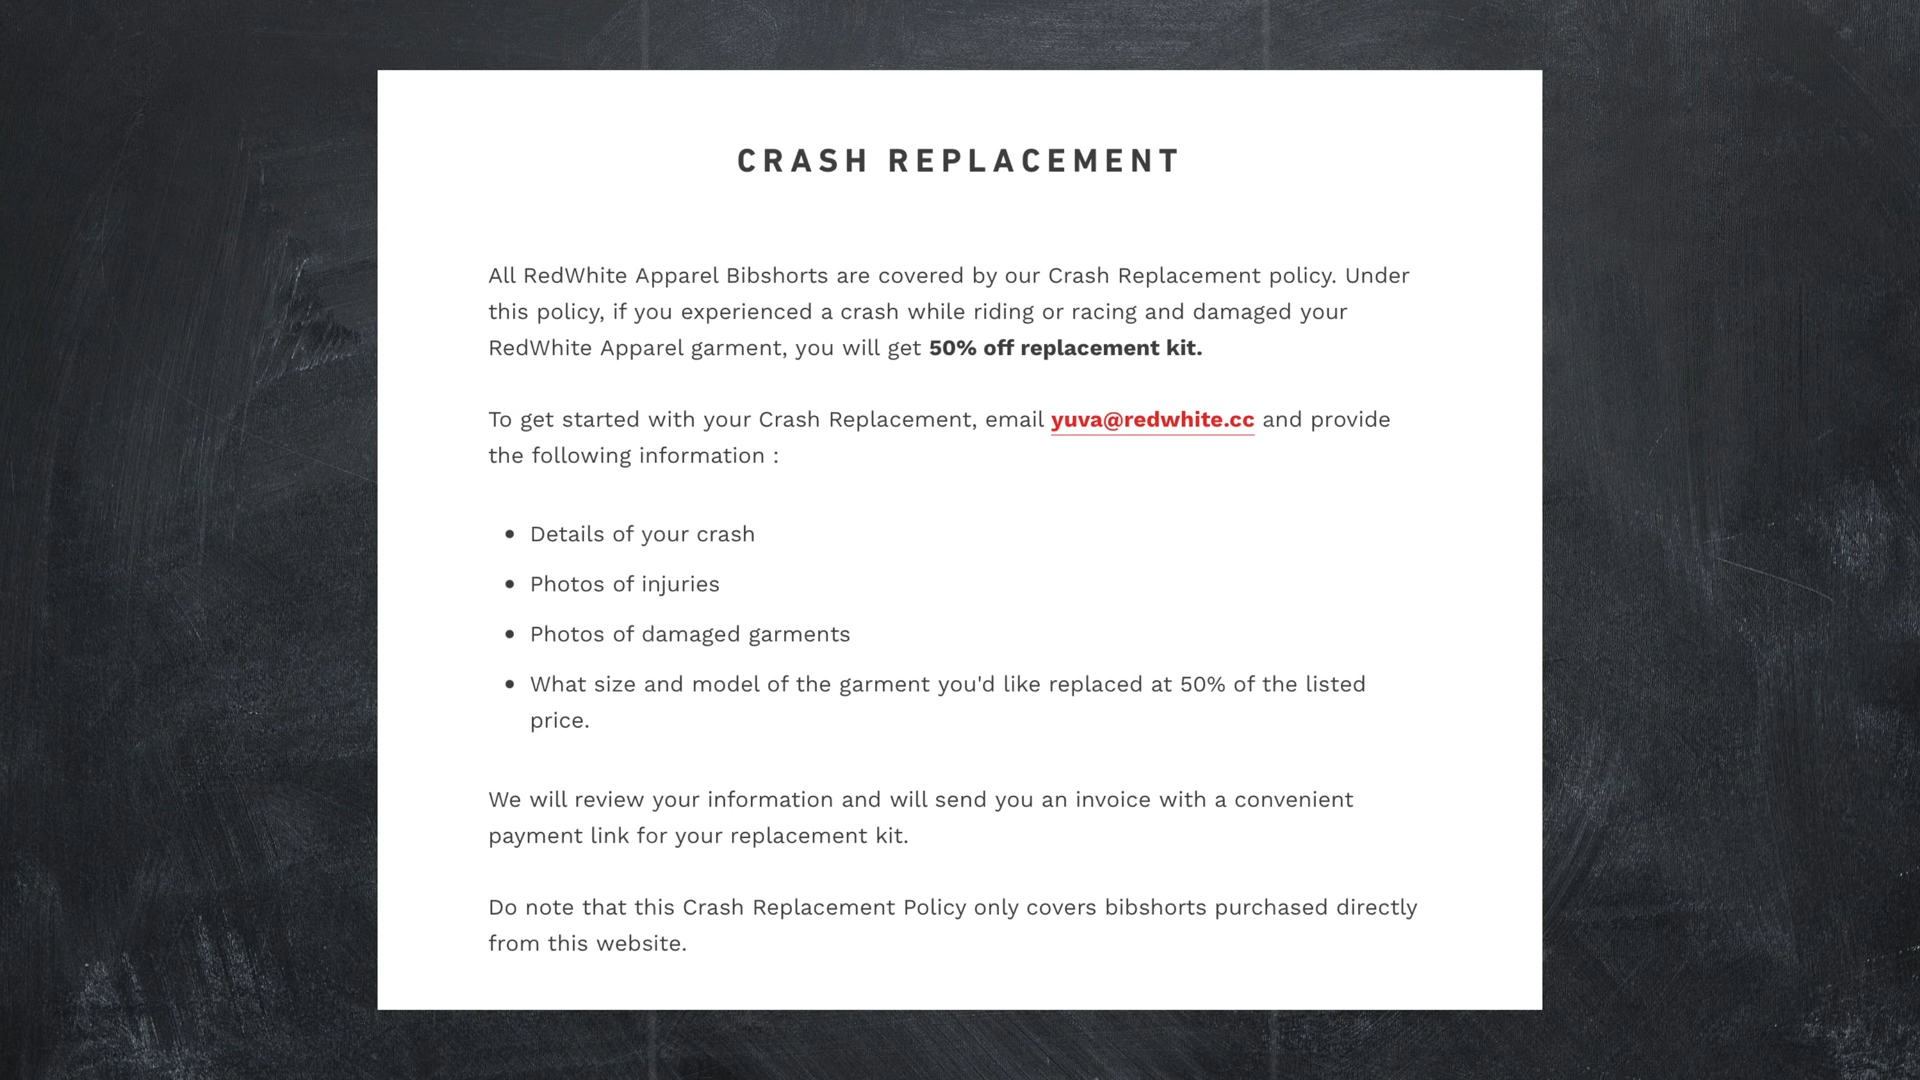 CRASH REPLACEMENT
All RedWhite Apparel Bibshorts are covered by our Crash Replacement policy. Under
this policy, if you experienced a crash while riding or racing and damaged your
RedWhite Apparel garment, you will get 50% off replacement kit.
To get started with your Crash Replacement, email yuva@redwhite.cc and provide
the following information :
• Details of your crash
• Photos of injuries
• Photos of damaged garments
• What size and model of the garment you'd like replaced at 50% of the listed
price.
We will review your information and will send you an invoice with a convenient
payment link for your replacement kit.
Do note that this Crash Replacement Policy only covers bibshorts purchased directly
from this website.